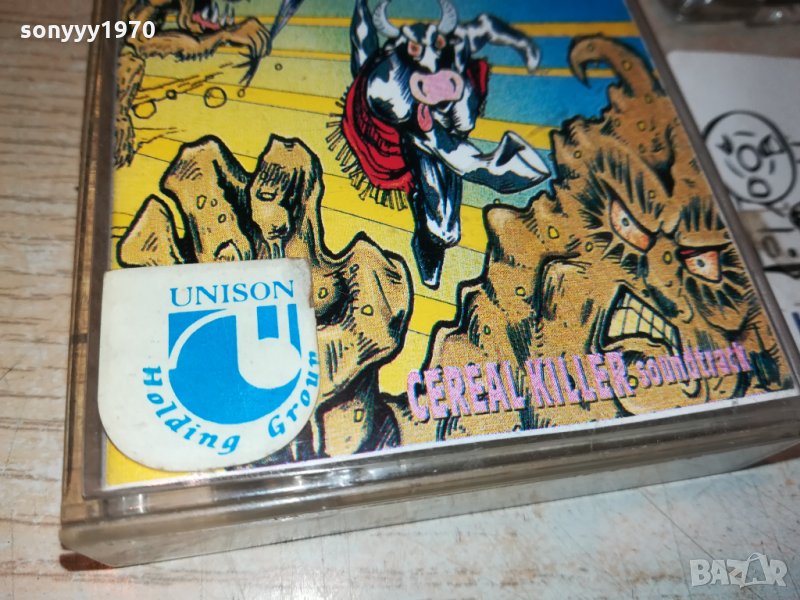 sonyyy1970
UNISON
Holding Group
CEREAL KILLER soundtrack
BAZAR